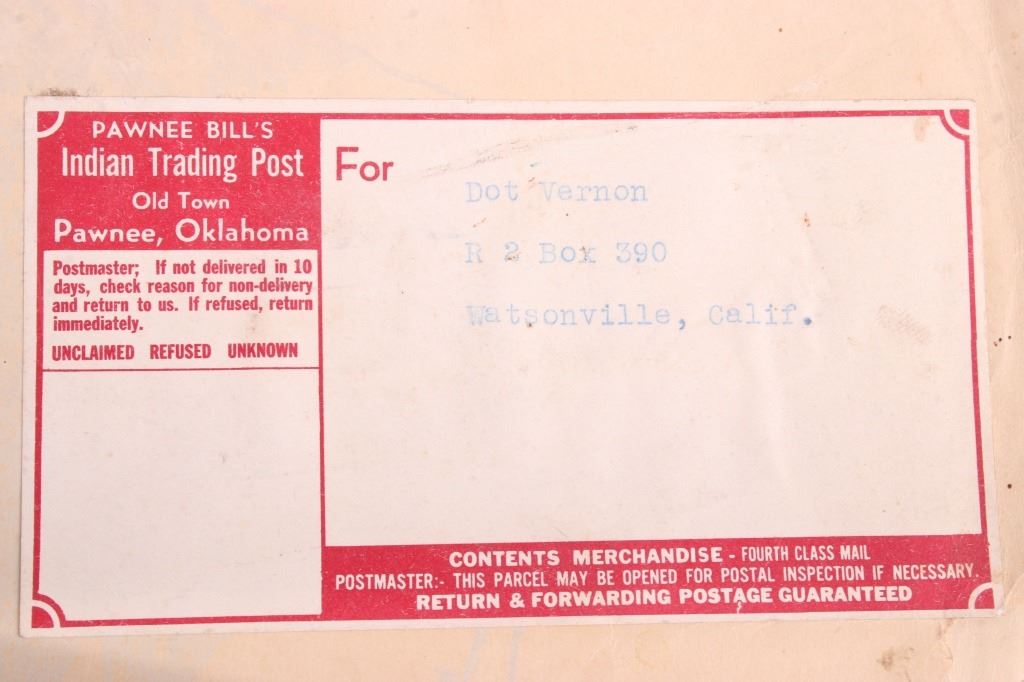 PAWNEE BILL'S
Indian Trading Post
Old Town
Pawnee, Oklahoma
Postmaster; If not delivered in 10
days, check reason for non-delivery
and return to us. If refused, return
immediately.
UNCLAIMED REFUSED UNKNOWN
For
Dot Vernon
R 2 Box 390
Watsonville, Calif.
CONTENTS MERCHANDISE - FOURTH CLASS MAIL
POSTMASTER:- THIS PARCEL MAY BE OPENED FOR POSTAL INSPECTION IF NECESSARY.
RETURN & FORWARDING POSTAGE GUARANTEED